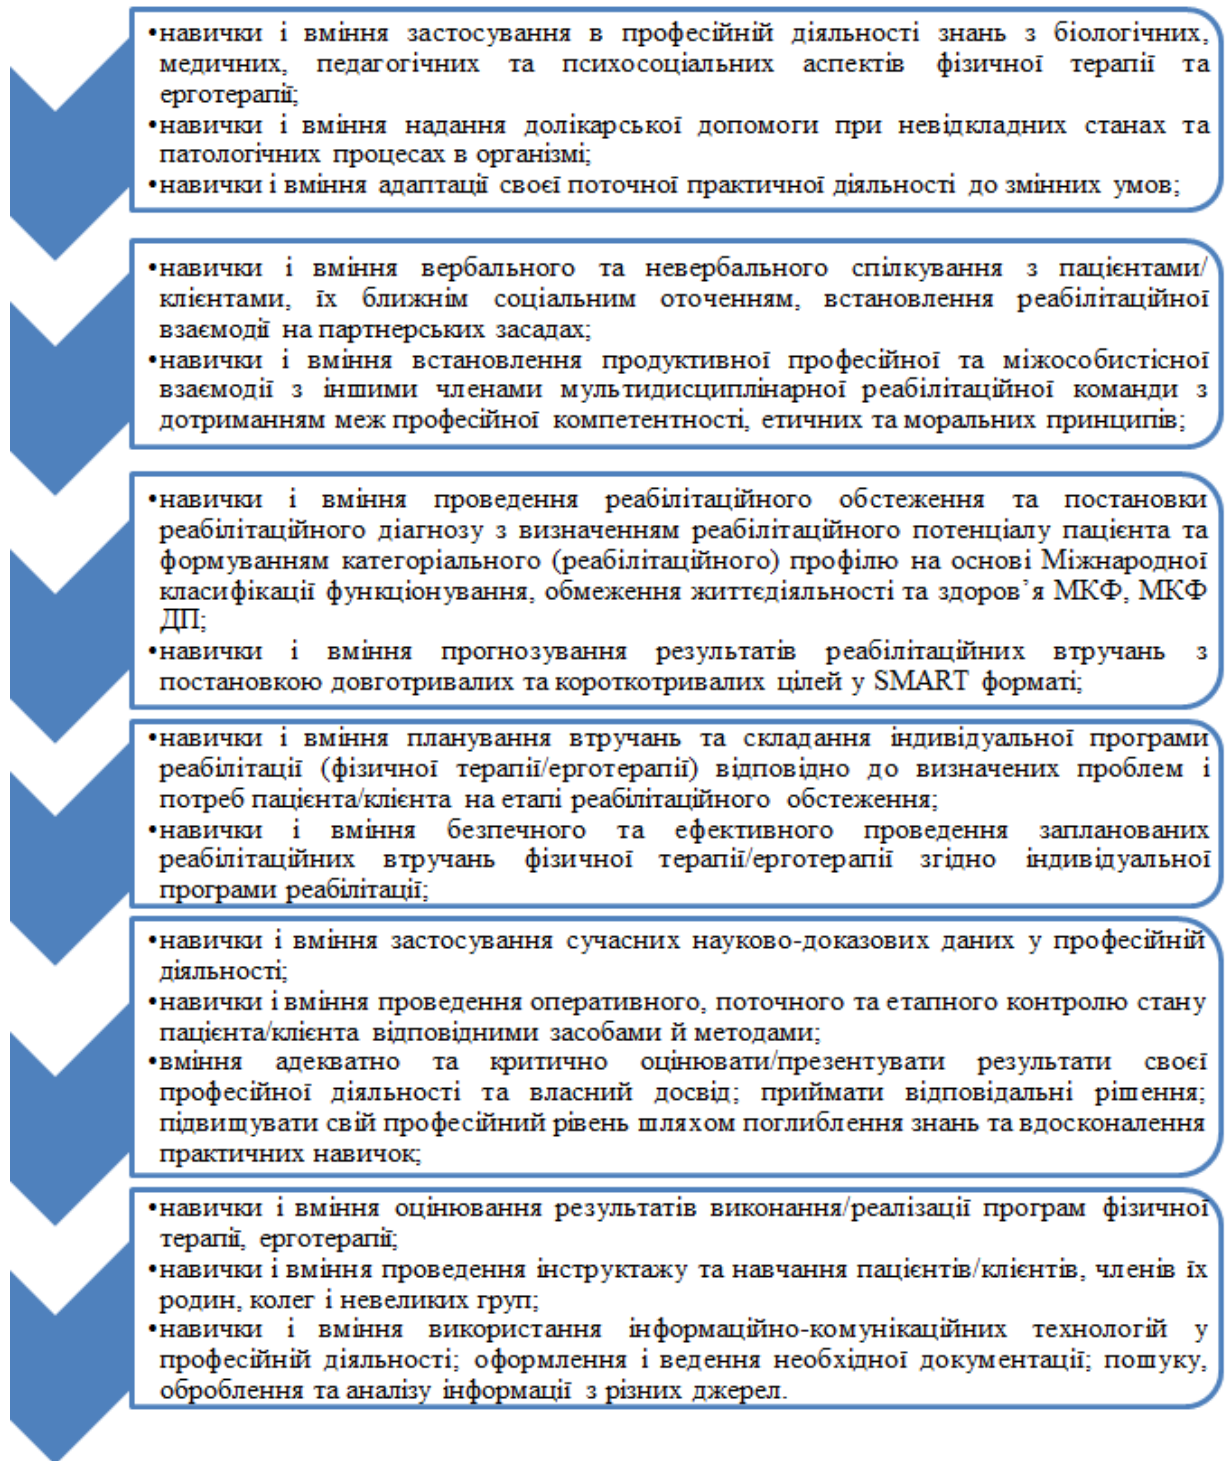 •навички і вміння застосування в професійній діяльності знань з біологічних,
медичних, педагогічних та психосоціальних аспектів фізичної терапії та
ерготерапії;
•навички і вміння надання долікарської допомоги при невідкладних станах та
патологічних процесах в організмі;
•навички і вміння адаптації своєї поточної практичної діяльності до змінних умов;
•навички і вміння вербального та невербального спілкування з пацієнтами/
клієнтами, їх ближнім соціальним оточенням, встановлення реабілітаційної
взаємодії на партнерських засадах;
•навички і вміння встановлення продуктивної професійної та міжособистісної
взаємодії з іншими членами мультидисциплінарної реабілітаційної команди з
дотриманням меж професійної компетентності, етичних та моральних принципів;
•навички і вміння проведення реабілітаційного обстеження та постановки
реабілітаційного діагнозу з визначенням реабілітаційного потенціалу пацієнта та
формуванням категоріального (реабілітаційного) профілю на основі Міжнародної
класифікації функціонування, обмеження життєдіяльності та здоров’я МКФ, МКФ
ДП;
•навички і вміння прогнозування результатів реабілітаційних втручань з
постановкою довготривалих та короткотривалих цілей у SMART форматі;
•навички і вміння планування втручань та складання індивідуальної програми
реабілітації (фізичної терапії/ерготерапії) відповідно до визначених проблем і
потреб пацієнта/клієнта на етапі реабілітаційного обстеження;
•навички і вміння безпечного та ефективного проведення запланованих
реабілітаційних втручань фізичної терапії/ерготерапії згідно індивідуальної
програми реабілітації;
•навички і вміння застосування сучасних науково-доказових даних у професійній
діяльності;
•навички і вміння проведення оперативного, поточного та етапного контролю стану
пацієнта/клієнта відповідними засобами й методами;
•вміння адекватно та критично оцінювати/презентувати результати своєї
професійної діяльності та власний досвід; приймати відповідальні рішення;
підвищувати свій професійний рівень шляхом поглиблення знань та вдосконалення
практичних навичок;
•навички і вміння оцінювання результатів виконання/реалізації програм фізичної
терапії, ерготерапії;
•навички і вміння проведення інструктажу та навчання пацієнтів/клієнтів, членів їх
родин, колег і невеликих груп;
•навички і вміння використання інформаційно-комунікаційних технологій у
професійній діяльності; оформлення і ведення необхідної документації; пошуку,
оброблення та аналізу інформації з різних джерел.